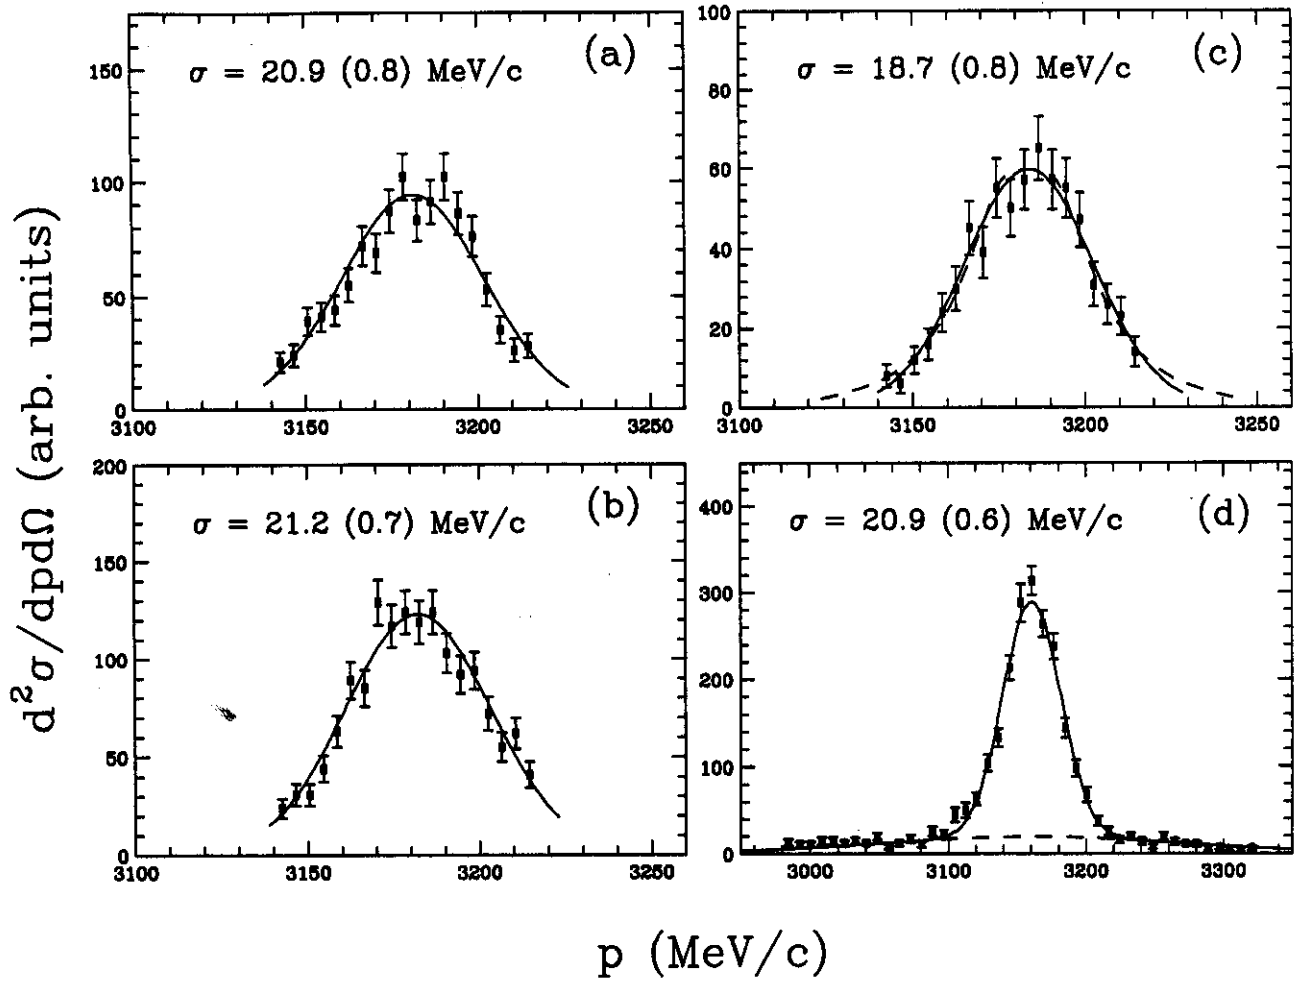 (a)
σ = 20.9 (0.8) MeV/c
150
100
50
0
3100 3150 3200 3250
(c)
σ = 18.7 (0.8) MeV/c
100
80
60
40
20
0
3100 3150 3200 3250
(b)
σ = 21.2 (0.7) MeV/c
200
150
100
50
0
3100 3150 3200 3250
(d)
σ = 20.9 (0.6) MeV/c
400
300
200
100
0
3000 3100 3200 3300
d²σ/dpdΩ (arb. units)
p (MeV/c)